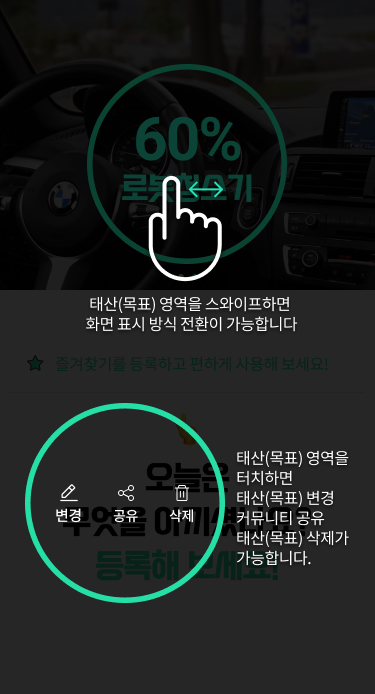 60%
로봇청소기
태산(목표) 영역을 스와이프하면
화면 표시 방식 전환이 가능합니다
즐겨찾기를 등록하고 편하게 사용해 보세요!
오늘은
무엇을 아끼셨나요?
등록해 보세요!
변경 공유 삭제
태산(목표) 영역을
터치하면
태산(목표) 변경
커뮤니티 공유
태산(목표) 삭제가
가능합니다.